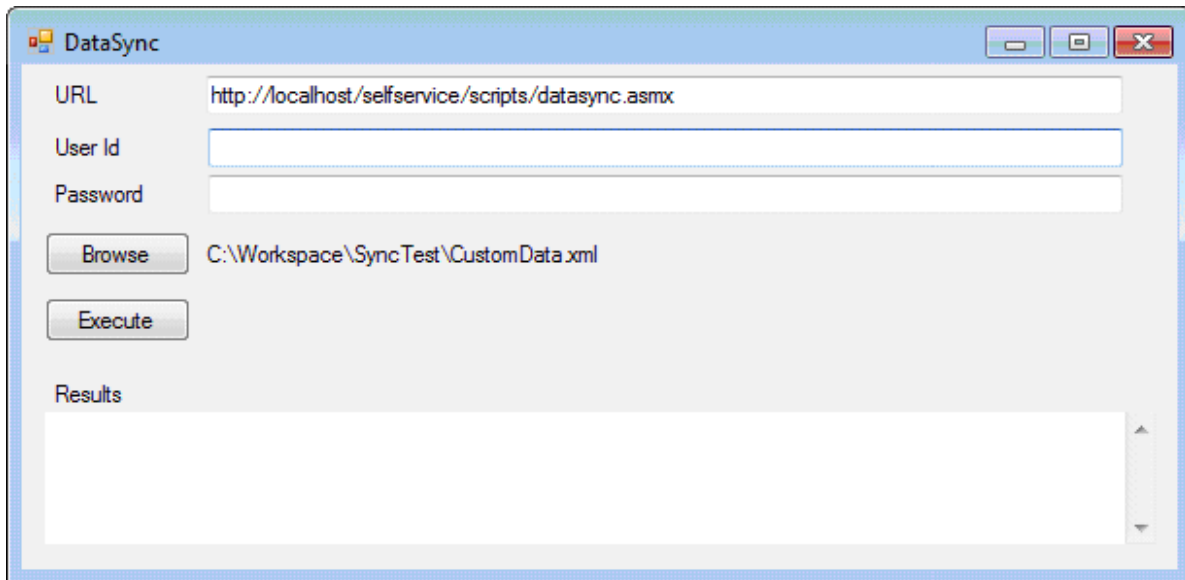 DataSync
URL http://localhost/selfservice/scripts/datasync.asmx
User Id
Password
Browse C:\Workspace\SyncTest\CustomData.xml
Execute
Results